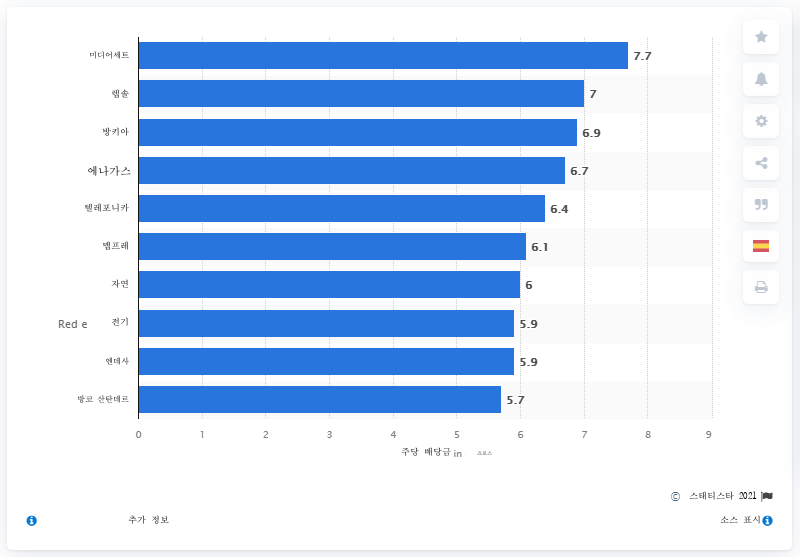 미디어세트 7.7
렙솔 7
방키아 6.9
에나가스 6.7
텔레포니카 6.4
맵프레 6.1
자연 6
Red e 전기 5.9
엔데사 5.9
방코 산탄데르 5.7
0 1 2 3 4 5 6 7 8 9
주당 배당금 in
© 스태티스타 2021
추가 정보 소스 표시